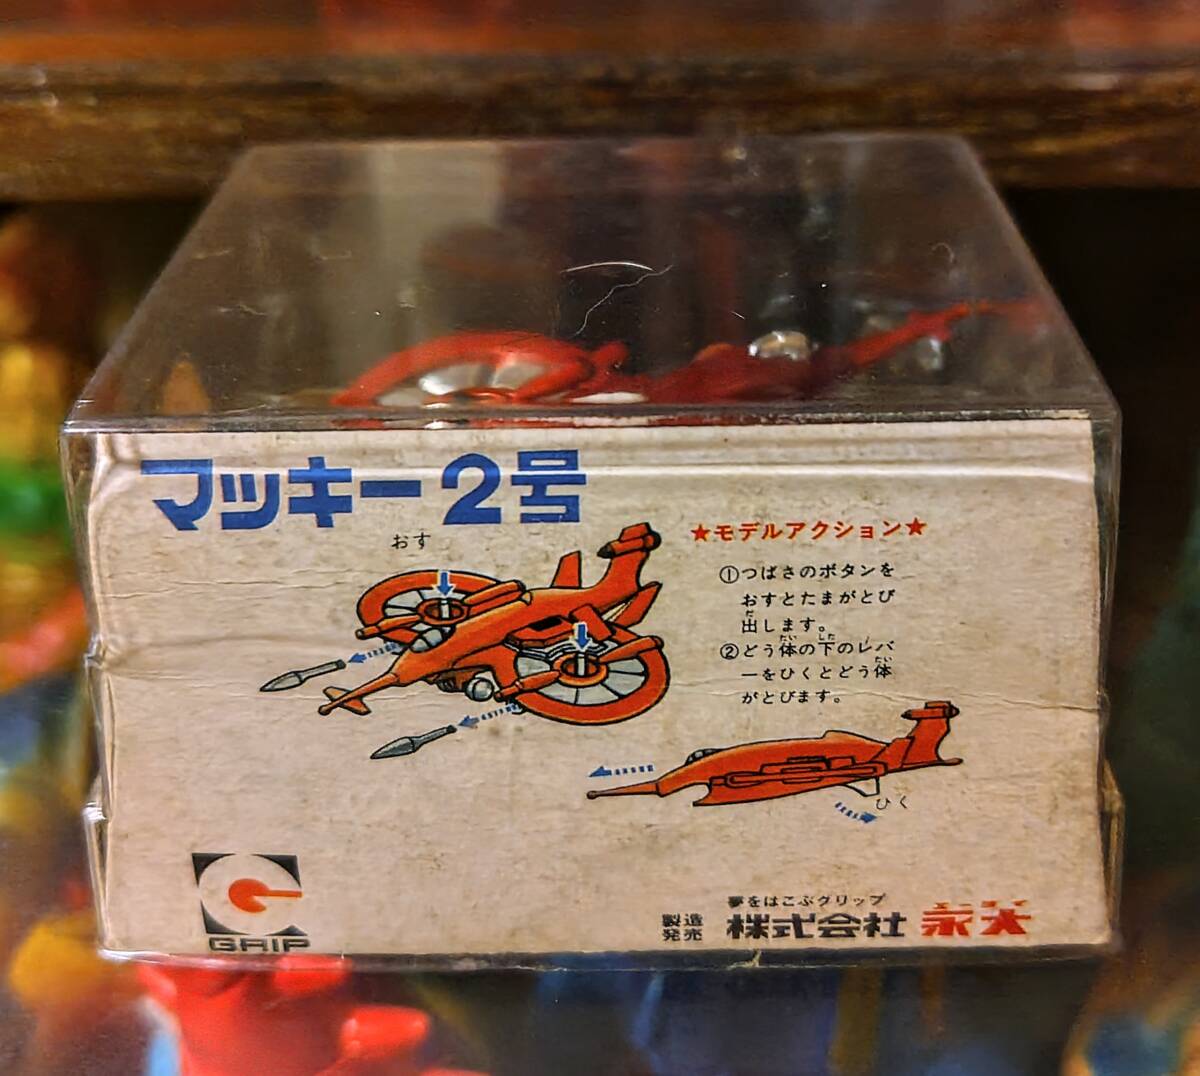 マッキー2号
おす
★モデルアクション★
①つばさのボタンを
おすとたまがとび
出します。
②どう体の下のレバ
ーをひくとどう体
がとびます。
ひく
GRIP
夢をはこぶグリップ
製造
発売
株式会社 永大